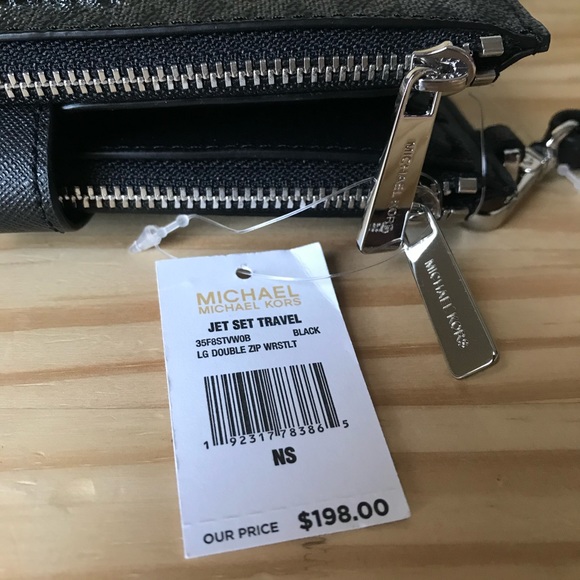 MICHAEL KORS
MICHAEL KORS
MICHAEL
MICHAEL KORS
JET SET TRAVEL
35F8STVW0B BLACK
LG DOUBLE ZIP WRSTLT
1 92317 78386 5
NS
OUR PRICE $198.00